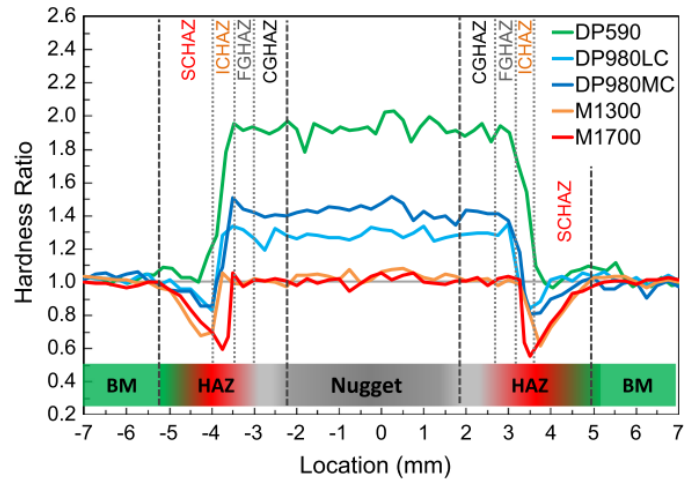 2.6
2.4
2.2
2.0
1.8
1.6
1.4
1.2
1.0
0.8
0.6
0.4
0.2
Hardness Ratio
SCHAZ
ICHAZ
FGHAZ
CGHAZ
CGHAZ
FGHAZ
ICHAZ
SCHAZ
DP590
DP980LC
DP980MC
M1300
M1700
BM HAZ Nugget HAZ BM
-7 -6 -5 -4 -3 -2 -1 0 1 2 3 4 5 6 7
Location (mm)